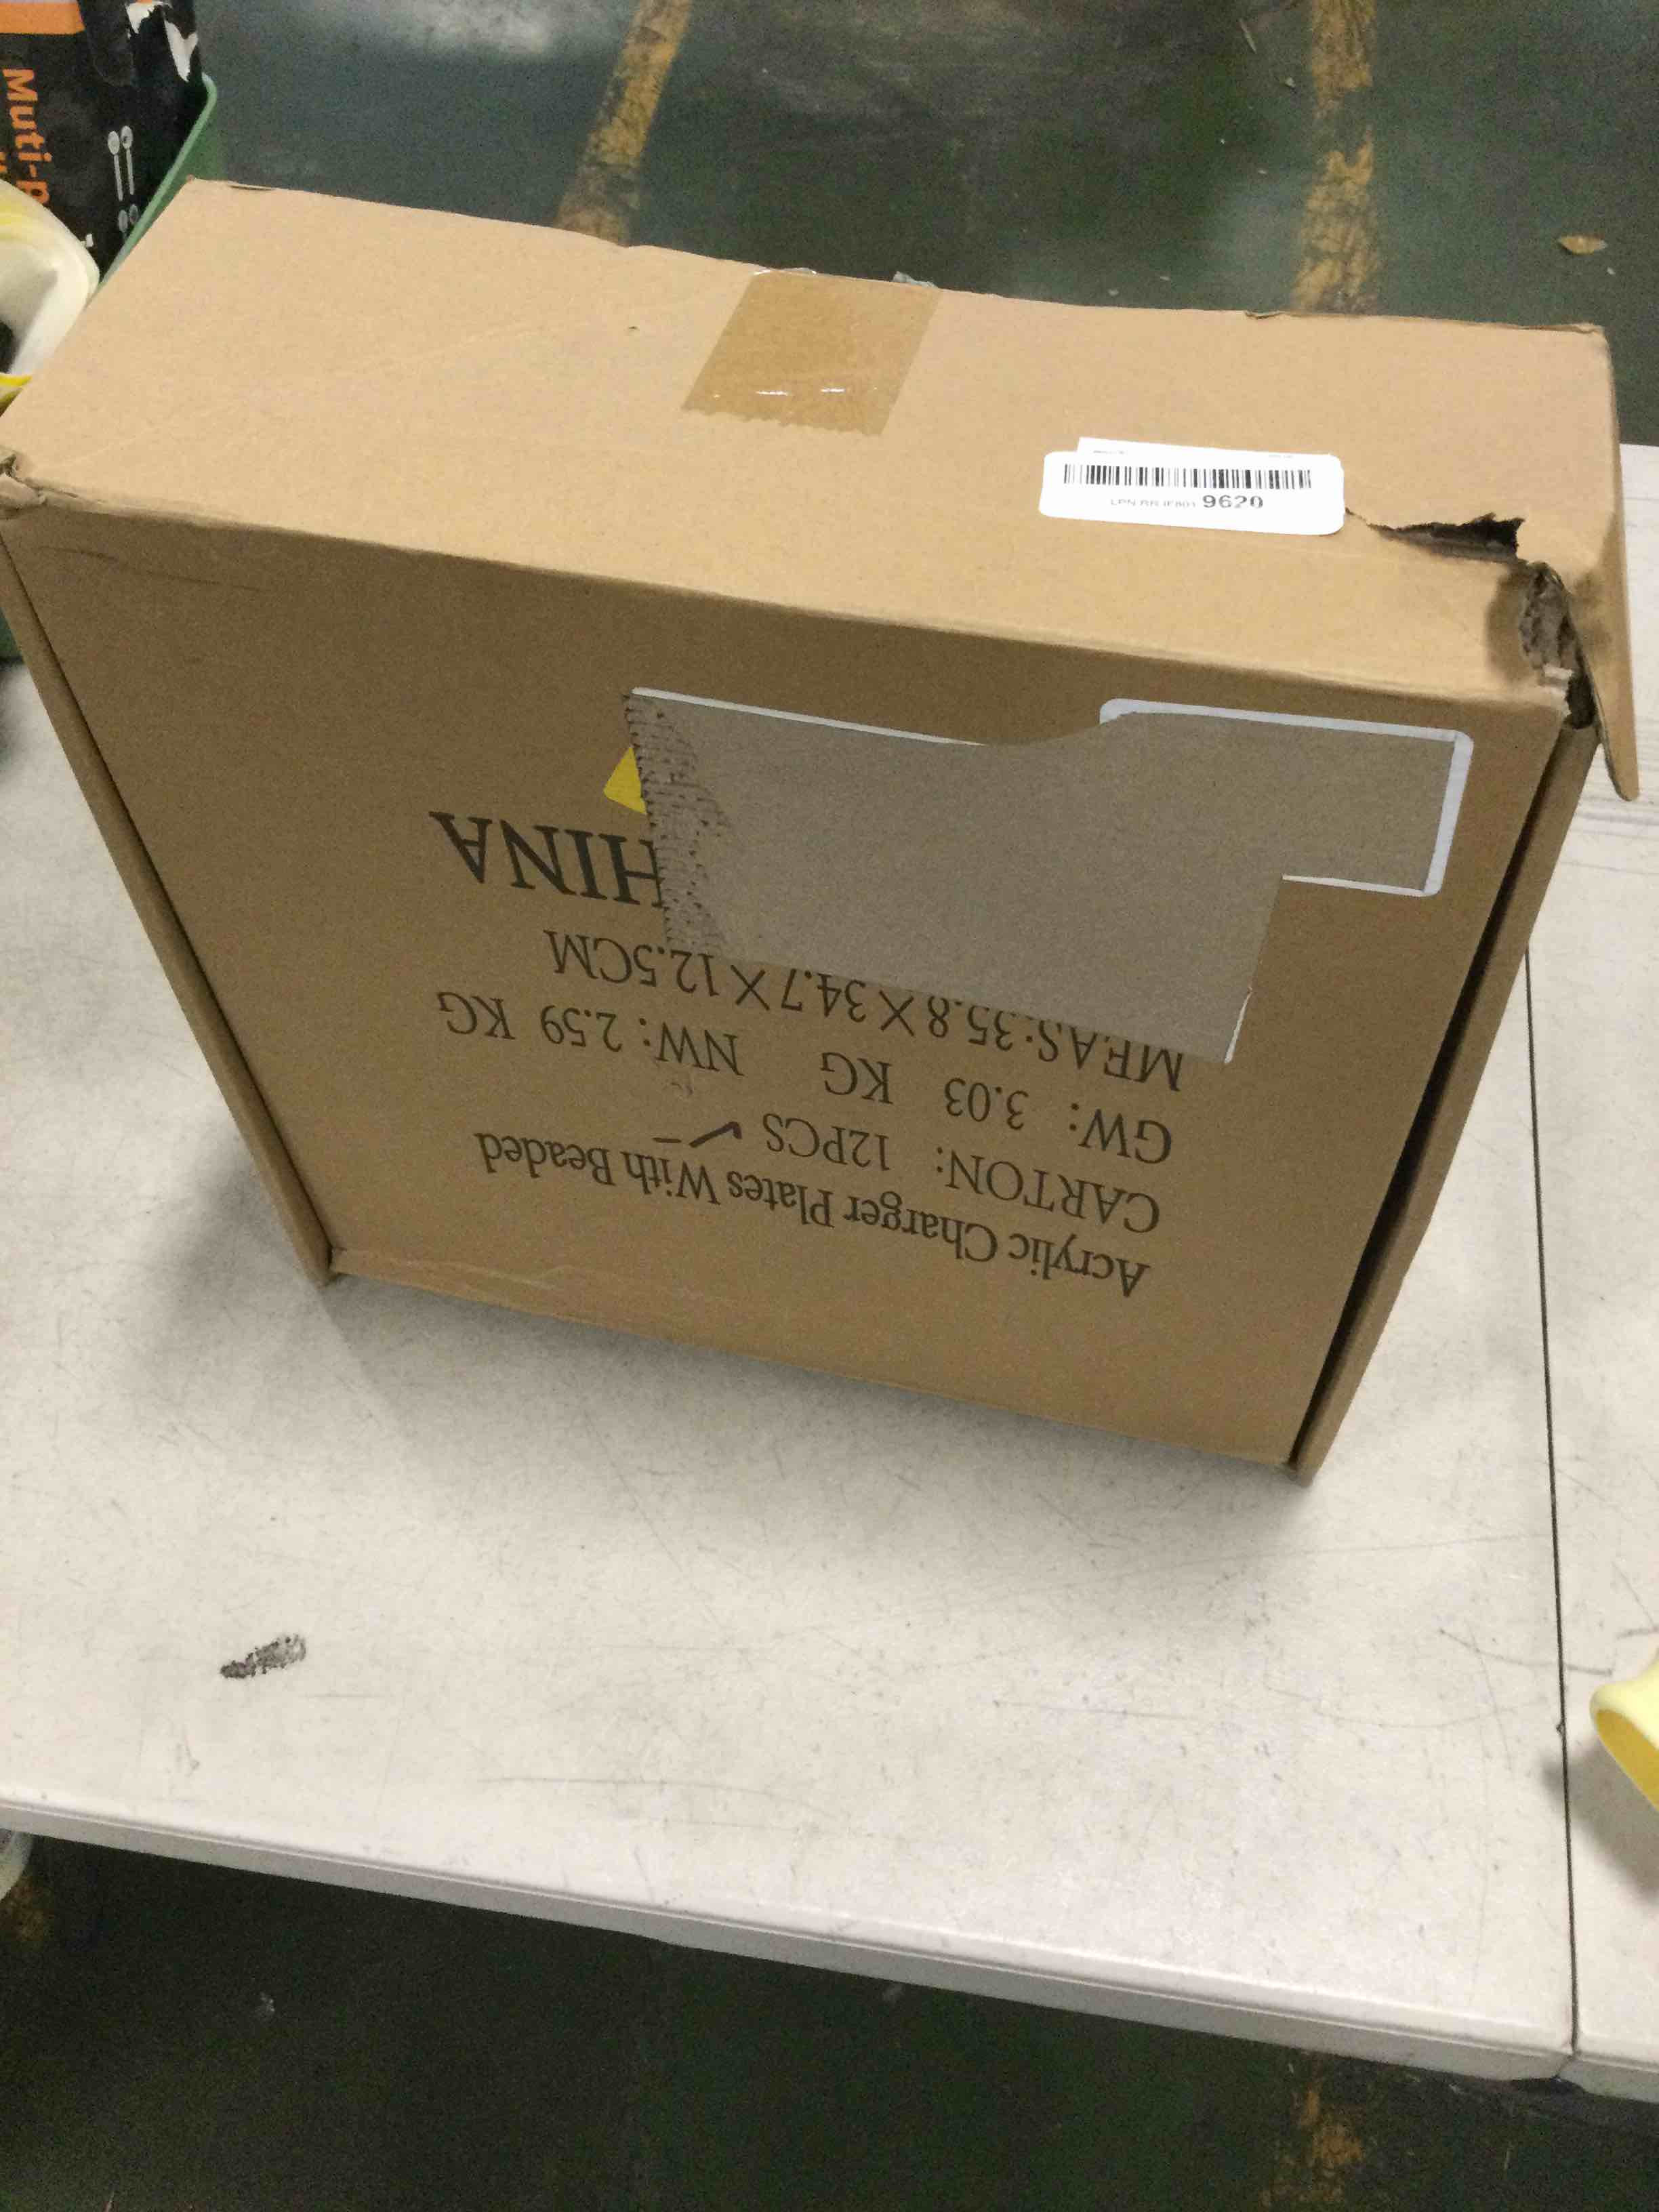 Acrylic Charger Plates With Beaded
CARTON: 12PCS
GW: 3.03 KG NW: 2.59 KG
MEAS:35.8×34.7×12.5CM
HINA
9620
Muti-